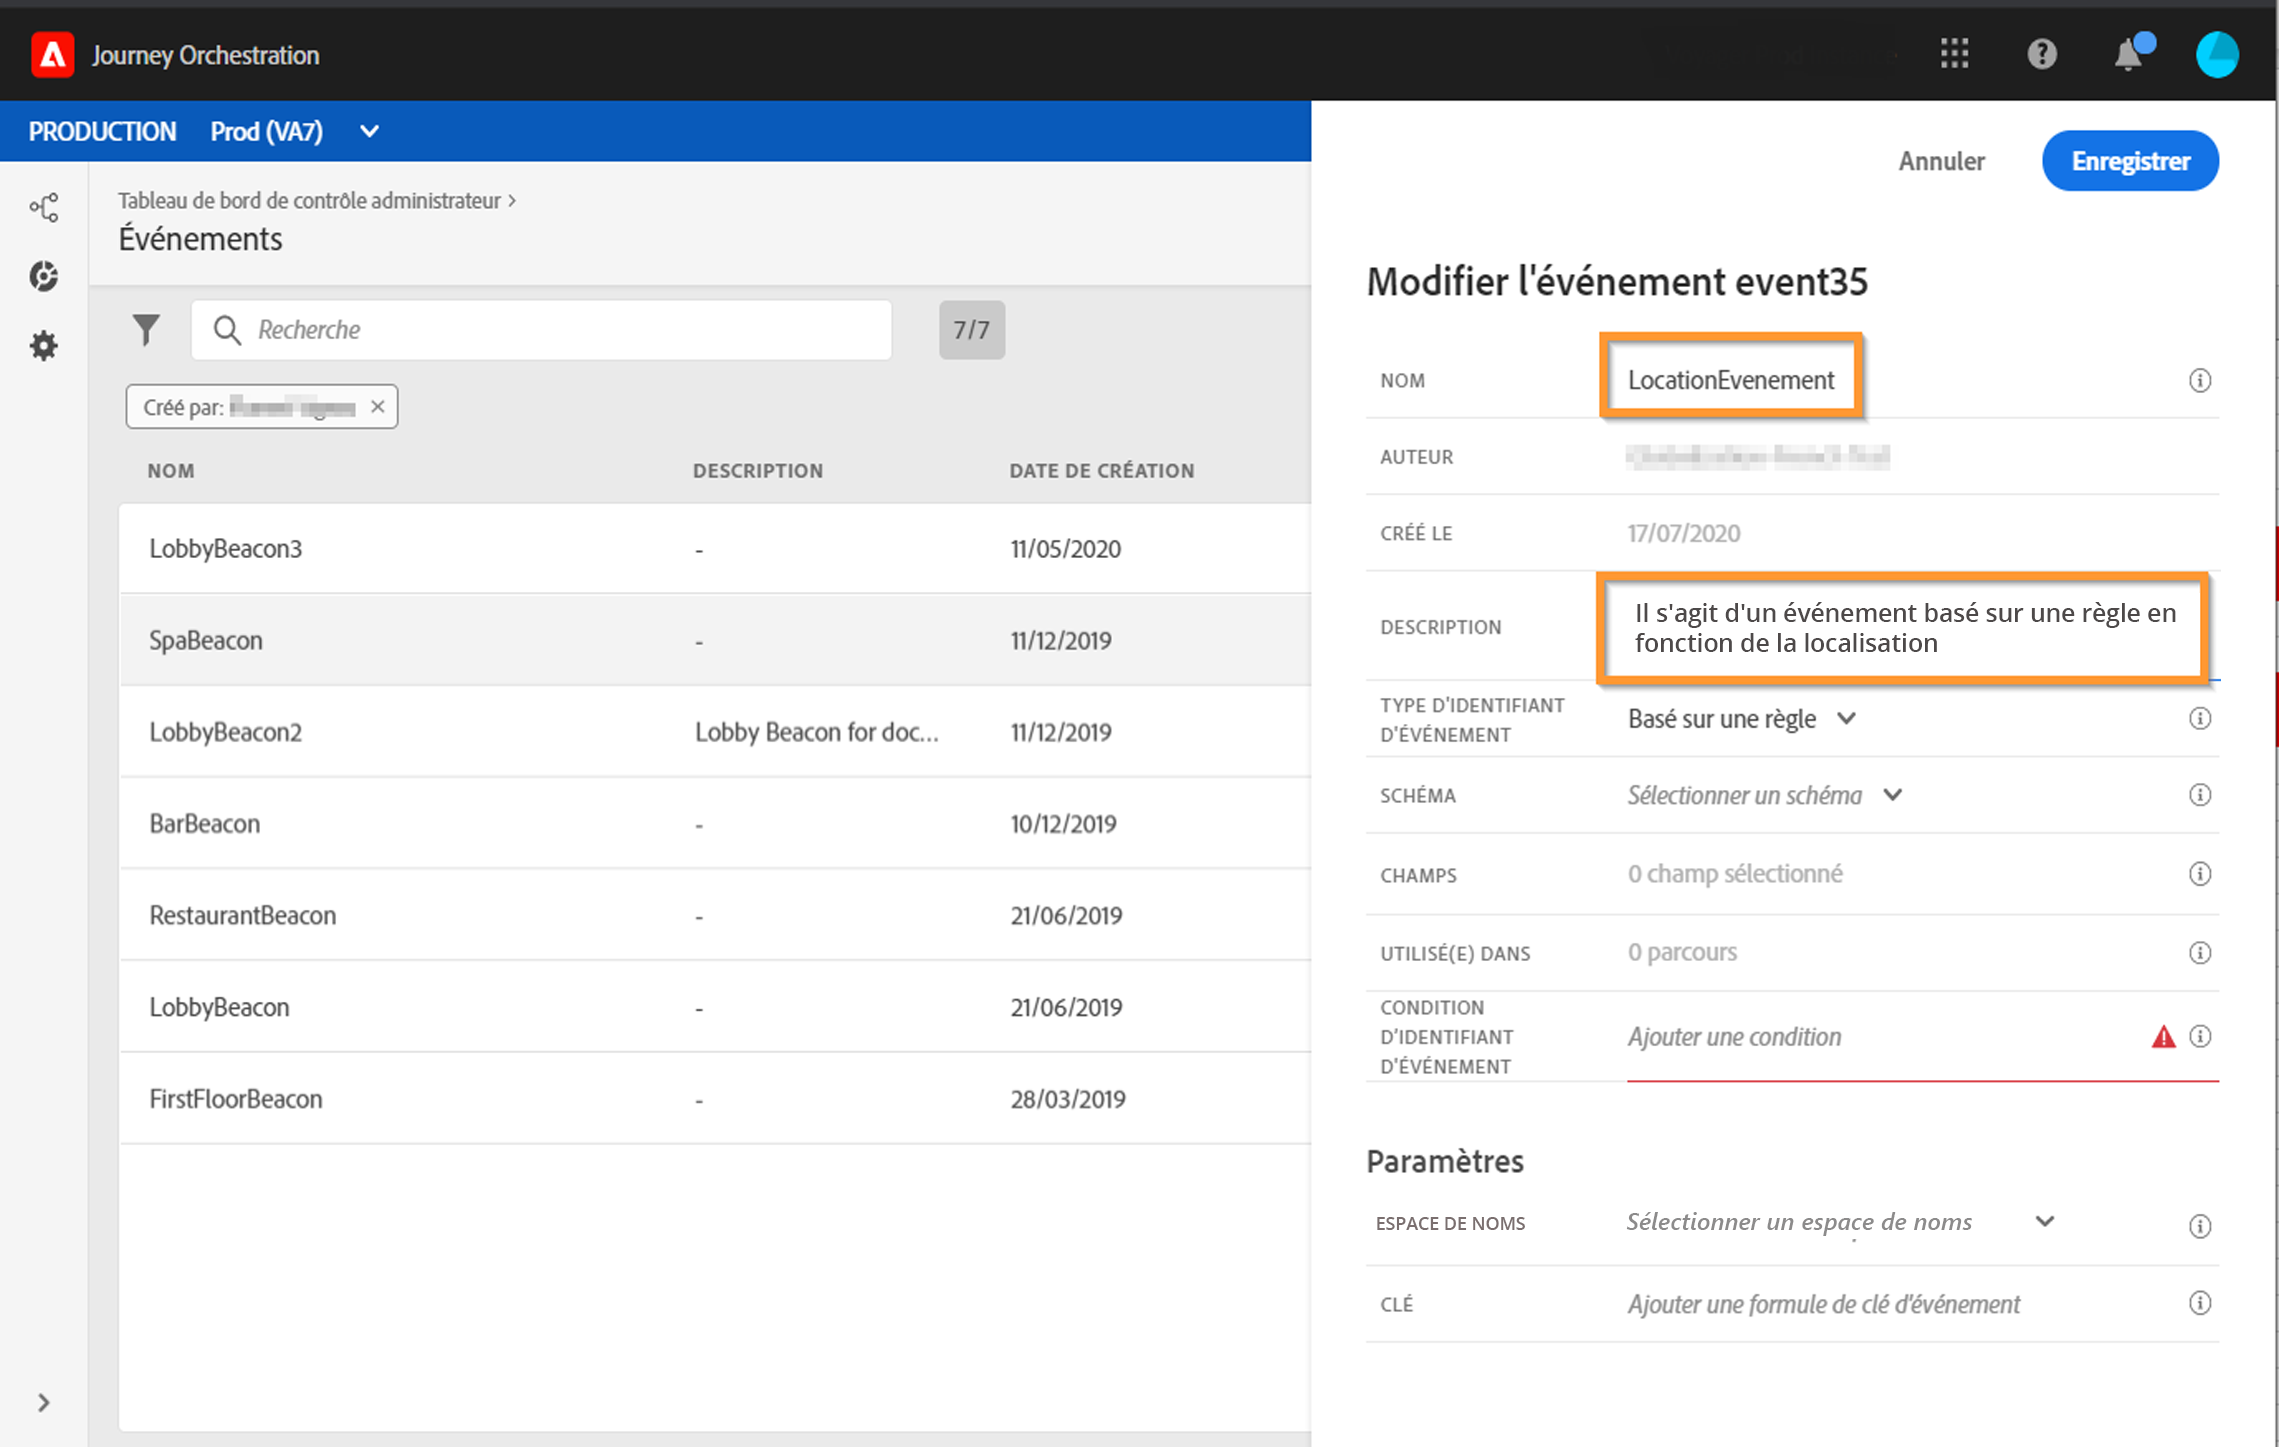 Journey Orchestration
PRODUCTION Prod (VA7)
Annuler Enregistrer
Tableau de bord de contrôle administrateur >
Événements
Recherche 7/7
Créé par:
NOM DESCRIPTION DATE DE CRÉATION
LobbyBeacon3 - 11/05/2020
SpaBeacon - 11/12/2019
LobbyBeacon2 Lobby Beacon for doc... 11/12/2019
BarBeacon - 10/12/2019
RestaurantBeacon - 21/06/2019
LobbyBeacon - 21/06/2019
FirstFloorBeacon - 28/03/2019
Modifier l'événement event35
NOM LocationEvenement
AUTEUR
CRÉÉ LE 17/07/2020
DESCRIPTION
Il s'agit d'un événement basé sur une règle en
fonction de la localisation
TYPE D'IDENTIFIANT
D'ÉVÉNEMENT
Basé sur une règle
SCHÉMA Sélectionner un schéma
CHAMPS 0 champ sélectionné
UTILISÉ(E) DANS 0 parcours
CONDITION
D'IDENTIFIANT
D'ÉVÉNEMENT
Ajouter une condition
Paramètres
ESPACE DE NOMS Sélectionner un espace de noms
CLÉ Ajouter une formule de clé d'événement